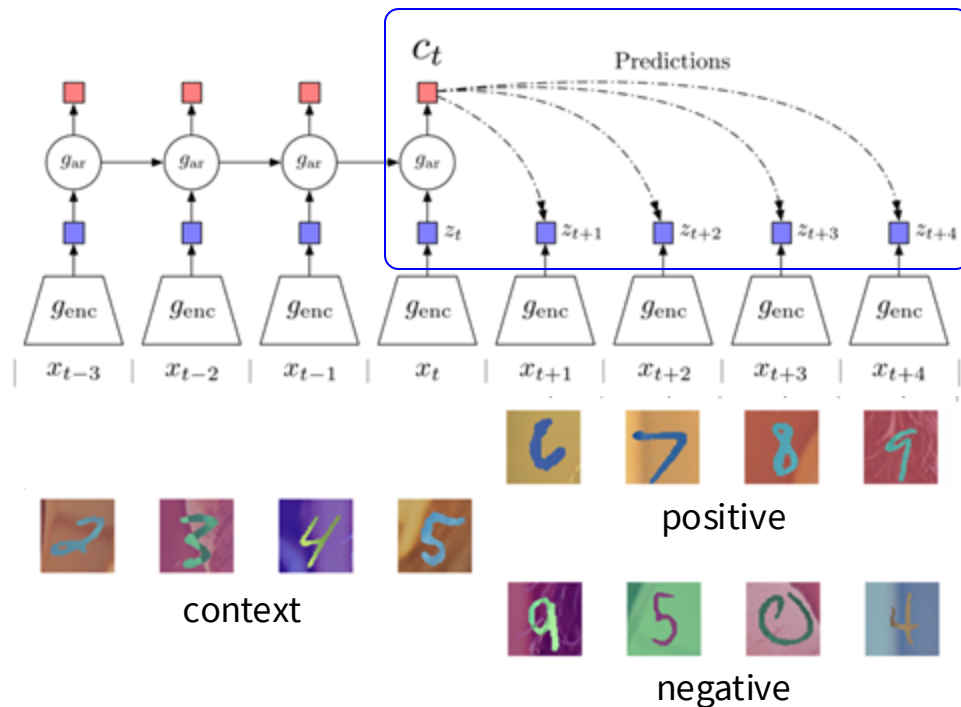 c_t
Predictions
g_ar g_ar g_ar g_ar
z_t z_{t+1} z_{t+2} z_{t+3} z_{t+4}
g_enc g_enc g_enc g_enc g_enc g_enc g_enc g_enc
x_{t−3} x_{t−2} x_{t−1} x_t x_{t+1} x_{t+2} x_{t+3} x_{t+4}
6 7 8 9
positive
2 3 4 5
context
9 5 0 4
negative